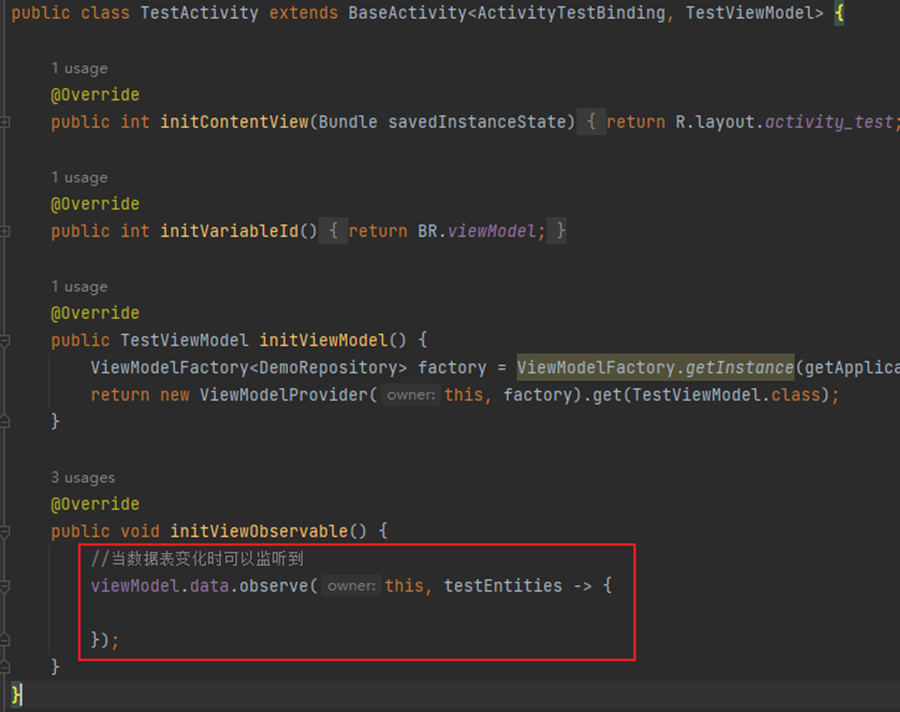 public class TestActivity extends BaseActivity<ActivityTestBinding, TestViewModel> {
1 usage
@Override
public int initContentView(Bundle savedInstanceState) { return R.layout.activity_test;
1 usage
@Override
public int initVariableId() { return BR.viewModel; }
1 usage
@Override
public TestViewModel initViewModel() {
ViewModelFactory<DemoRepository> factory = ViewModelFactory.getInstance(getApplica
return new ViewModelProvider( owner: this, factory).get(TestViewModel.class);
}
3 usages
@Override
public void initViewObservable() {
//当数据表变化时可以监听到
viewModel.data.observe( owner: this, testEntities -> {
});
}
}